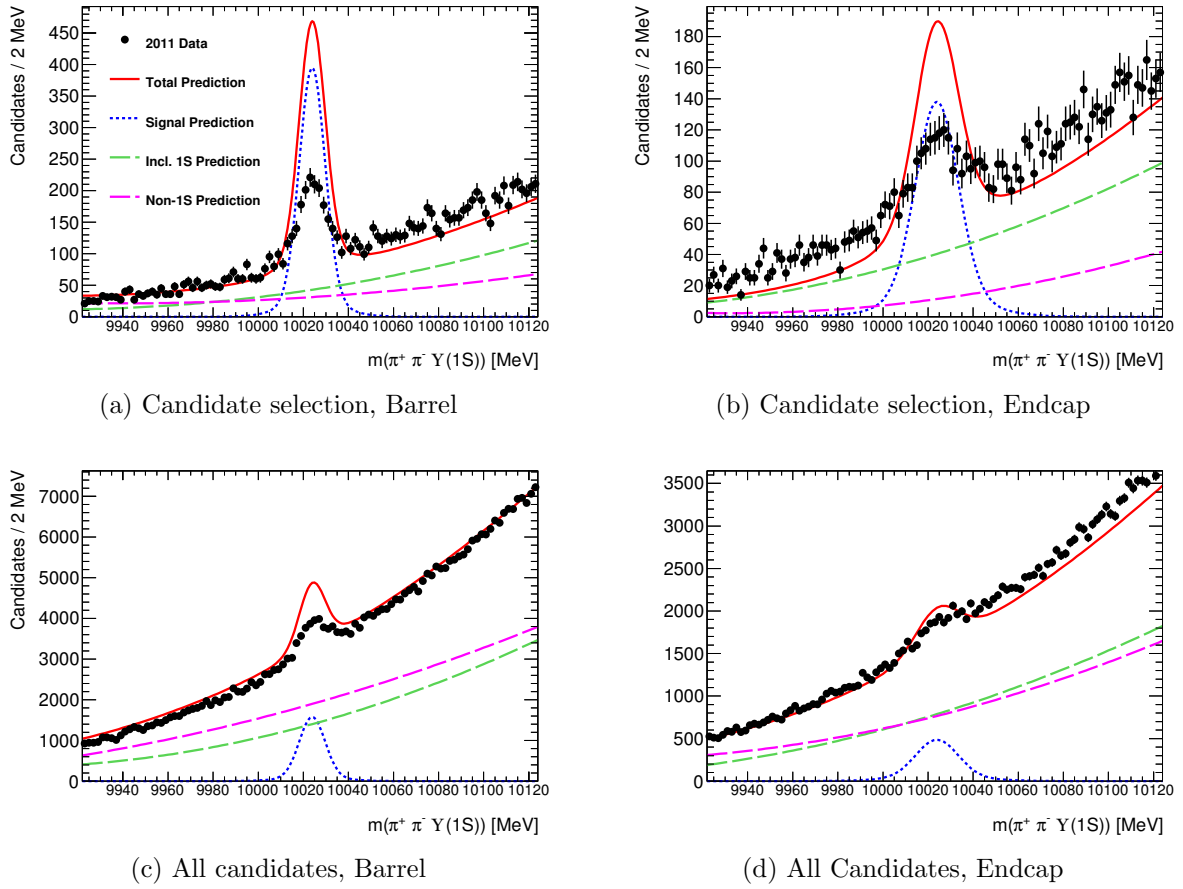 Candidates / 2 MeV
450
400
350
300
250
200
150
100
50
0
2011 Data
Total Prediction
Signal Prediction
Incl. 1S Prediction
Non-1S Prediction
9940 9960 9980 10000 10020 10040 10060 10080 10100 10120
m(π⁺ π⁻ ϒ(1S)) [MeV]
(a) Candidate selection, Barrel
Candidates / 2 MeV
180
160
140
120
100
80
60
40
20
0
9940 9960 9980 10000 10020 10040 10060 10080 10100 10120
m(π⁺ π⁻ ϒ(1S)) [MeV]
(b) Candidate selection, Endcap
Candidates / 2 MeV
7000
6000
5000
4000
3000
2000
1000
0
9940 9960 9980 10000 10020 10040 10060 10080 10100 10120
m(π⁺ π⁻ ϒ(1S)) [MeV]
(c) All candidates, Barrel
Candidates / 2 MeV
3500
3000
2500
2000
1500
1000
500
0
9940 9960 9980 10000 10020 10040 10060 10080 10100 10120
m(π⁺ π⁻ ϒ(1S)) [MeV]
(d) All Candidates, Endcap